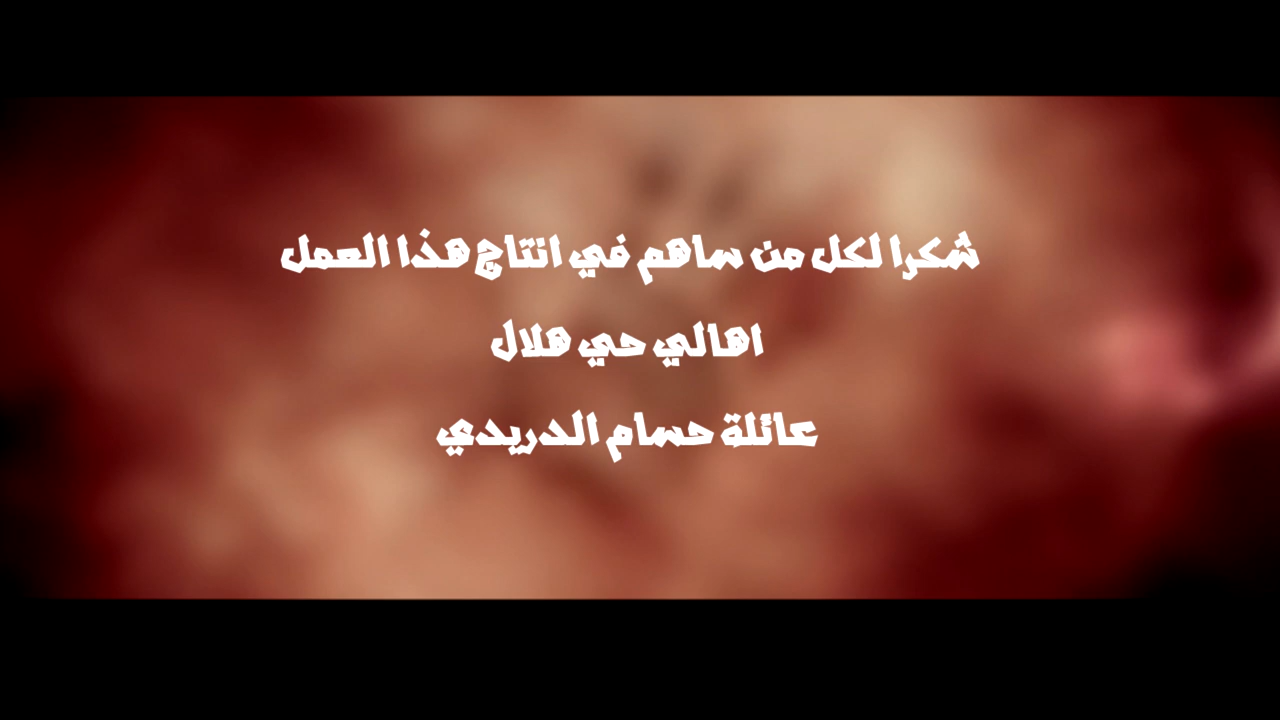 شكرا لكل من ساهم في انتاج هذا العمل
اهالي حي هلال
عائلة حسام الدريدي